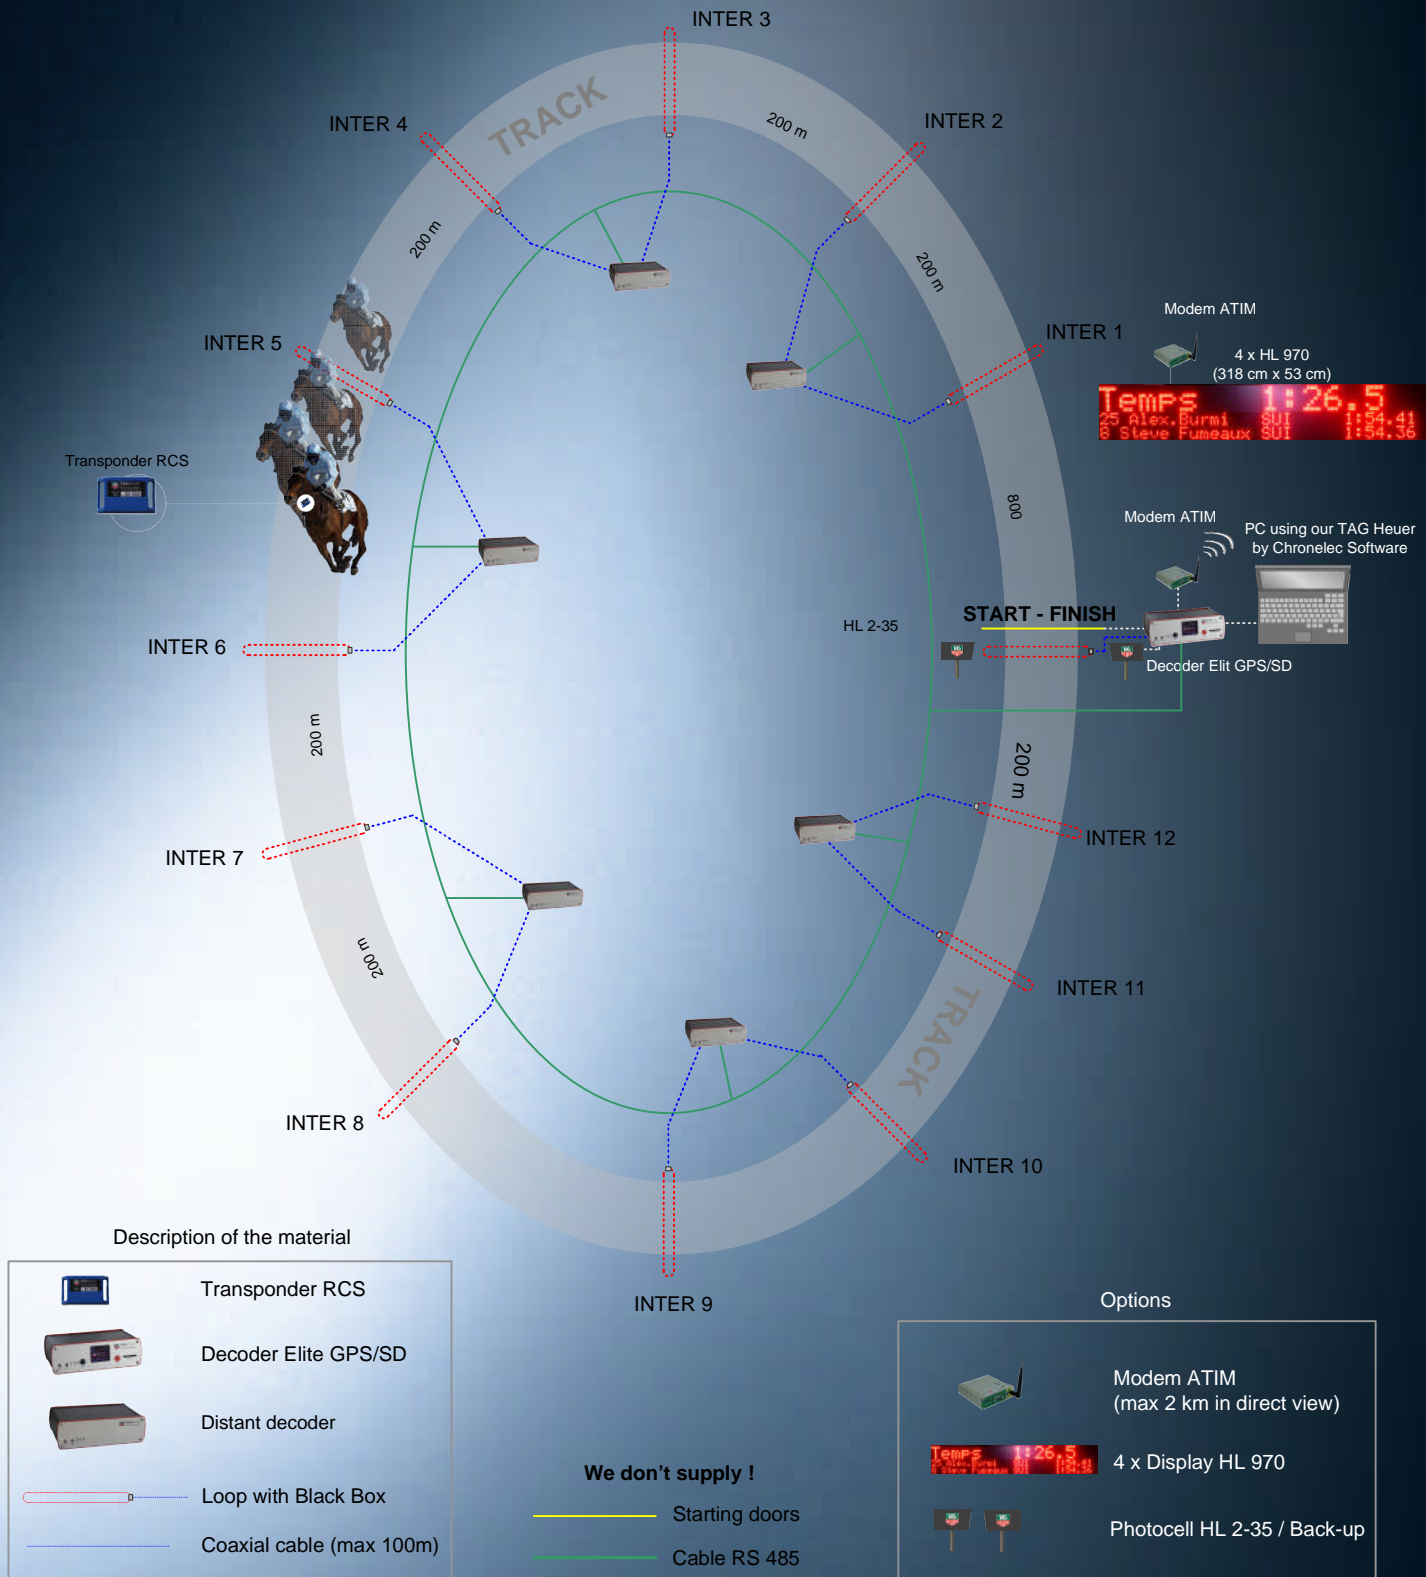 INTER 3
TRACK
INTER 4
200 m
INTER 2
200 m
200 m
INTER 1
Modem ATIM
4 x HL 970
(318 cm x 53 cm)
Temps 1:26.5
25 Alex.Burmi SUI 1:54.41
8 Steve Fumeaux SUI 1:54.36
INTER 5
Transponder RCS
800
Modem ATIM
PC using our TAG Heuer
by Chronelec Software
START - FINISH
HL 2-35
Decoder Elit GPS/SD
INTER 6
200 m
200 m
INTER 12
INTER 7
200 m
INTER 11
TRACK
INTER 8
INTER 10
INTER 9
Description of the material
Transponder RCS
Decoder Elite GPS/SD
Distant decoder
Loop with Black Box
Coaxial cable (max 100m)
We don't supply !
Starting doors
Cable RS 485
Options
Modem ATIM
(max 2 km in direct view)
Temps 1:26.5
4 x Display HL 970
Photocell HL 2-35 / Back-up